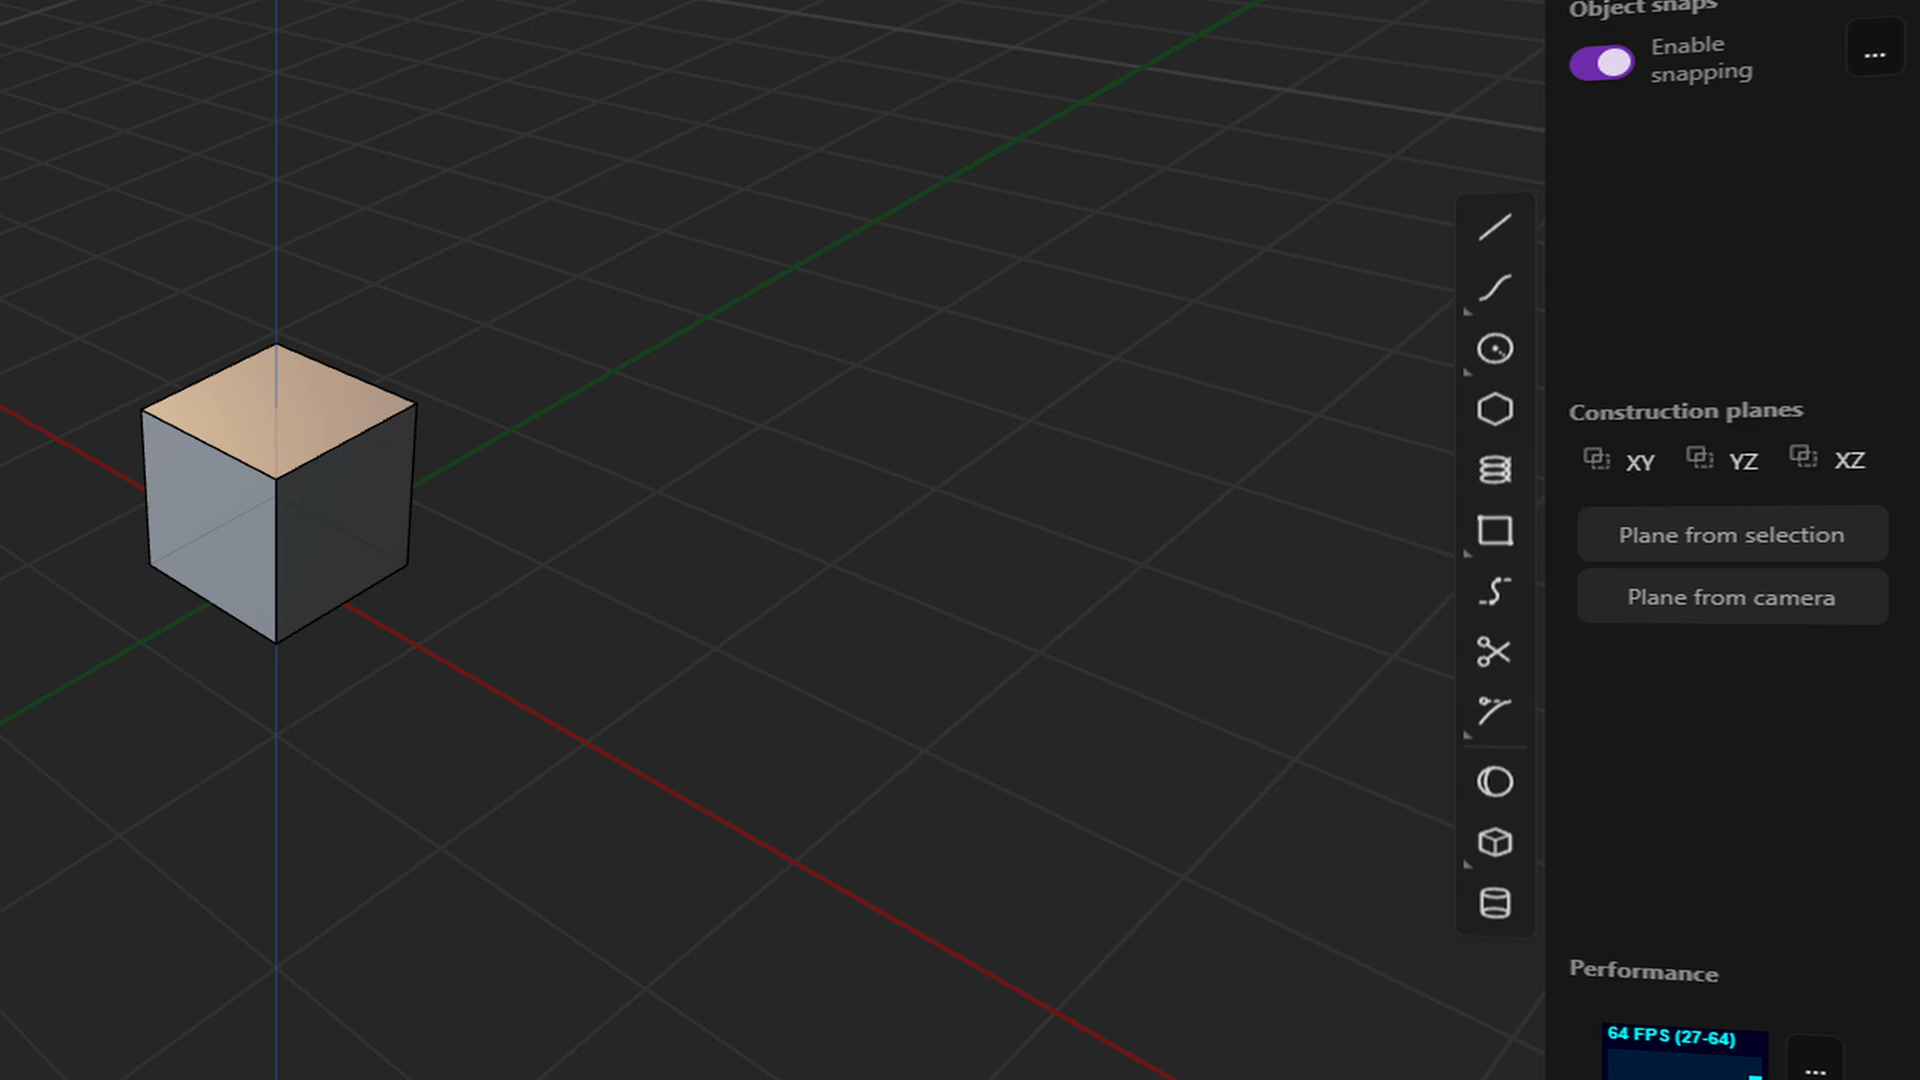 Object snaps
Enable
snapping
...
Construction planes
XY YZ XZ
Plane from selection
Plane from camera
Performance
64 FPS (27-64)
...